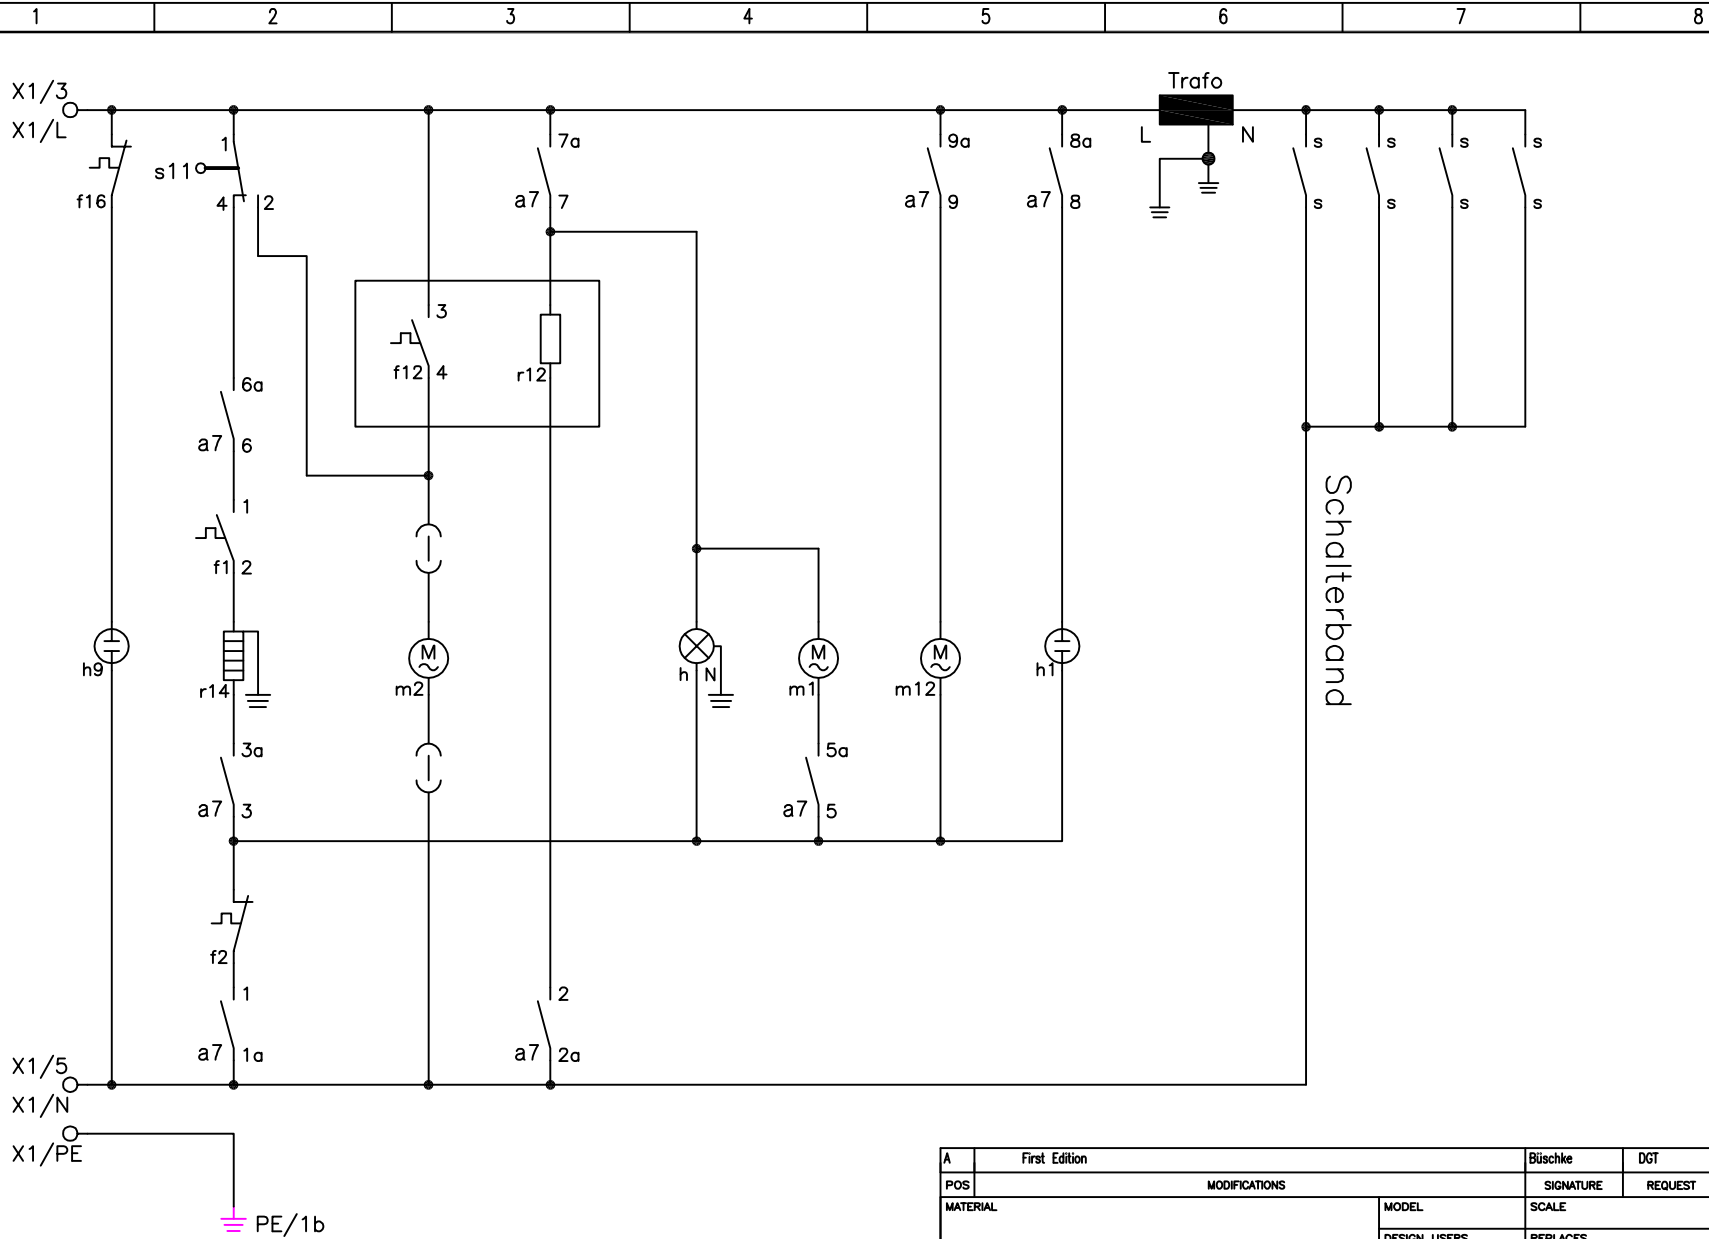 1 2 3 4 5 6 7 8
X1/3
X1/L
Trafo
L N
1
s11
4 2
f16
7a
a7 7
9a
a7 9
8a
a7 8
s s s s
s s s s
3
f12 4
r12
6a
a7 6
1
f1 2
Schalterband
h9
r14
M
m2
h N
M
m1
M
m12
h1
3a
a7 3
5a
a7 5
f2
1
a7 1a
2
a7 2a
X1/5
X1/N
X1/PE
PE/1b
A First Edition Büschke DGT
POS MODIFICATIONS SIGNATURE REQUEST
MATERIAL MODEL SCALE
DESIGN USERS REPLACES